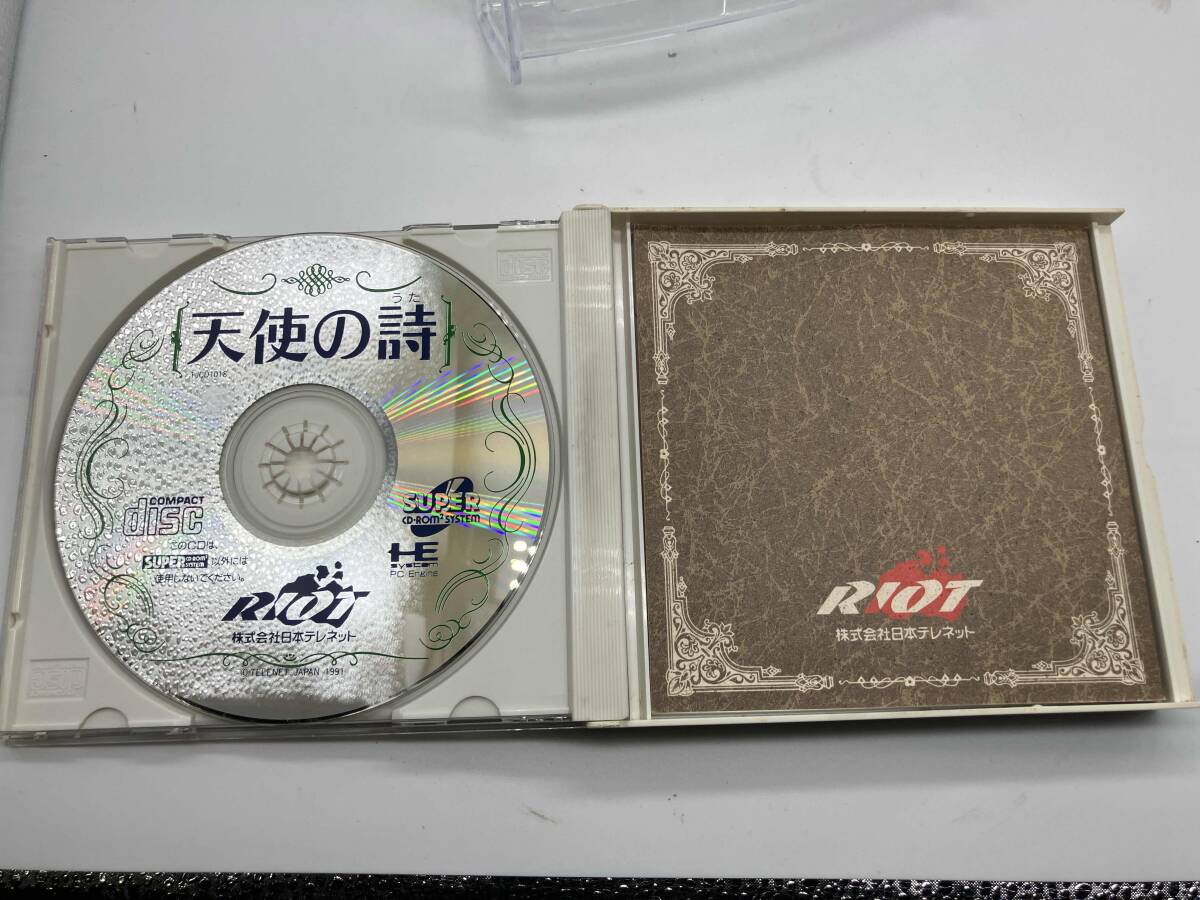 うた
天使の詩
TJCD1016
COMPACT
disc
このCDは、
SUPER CD-ROM² SYSTEM 以外には
使用しないでください。
SUPER
CD-ROM² SYSTEM
HE
System
PC Engine
RIOT
株式会社日本テレネット
© TELENET JAPAN 1991
RIOT
株式会社日本テレネット
disc